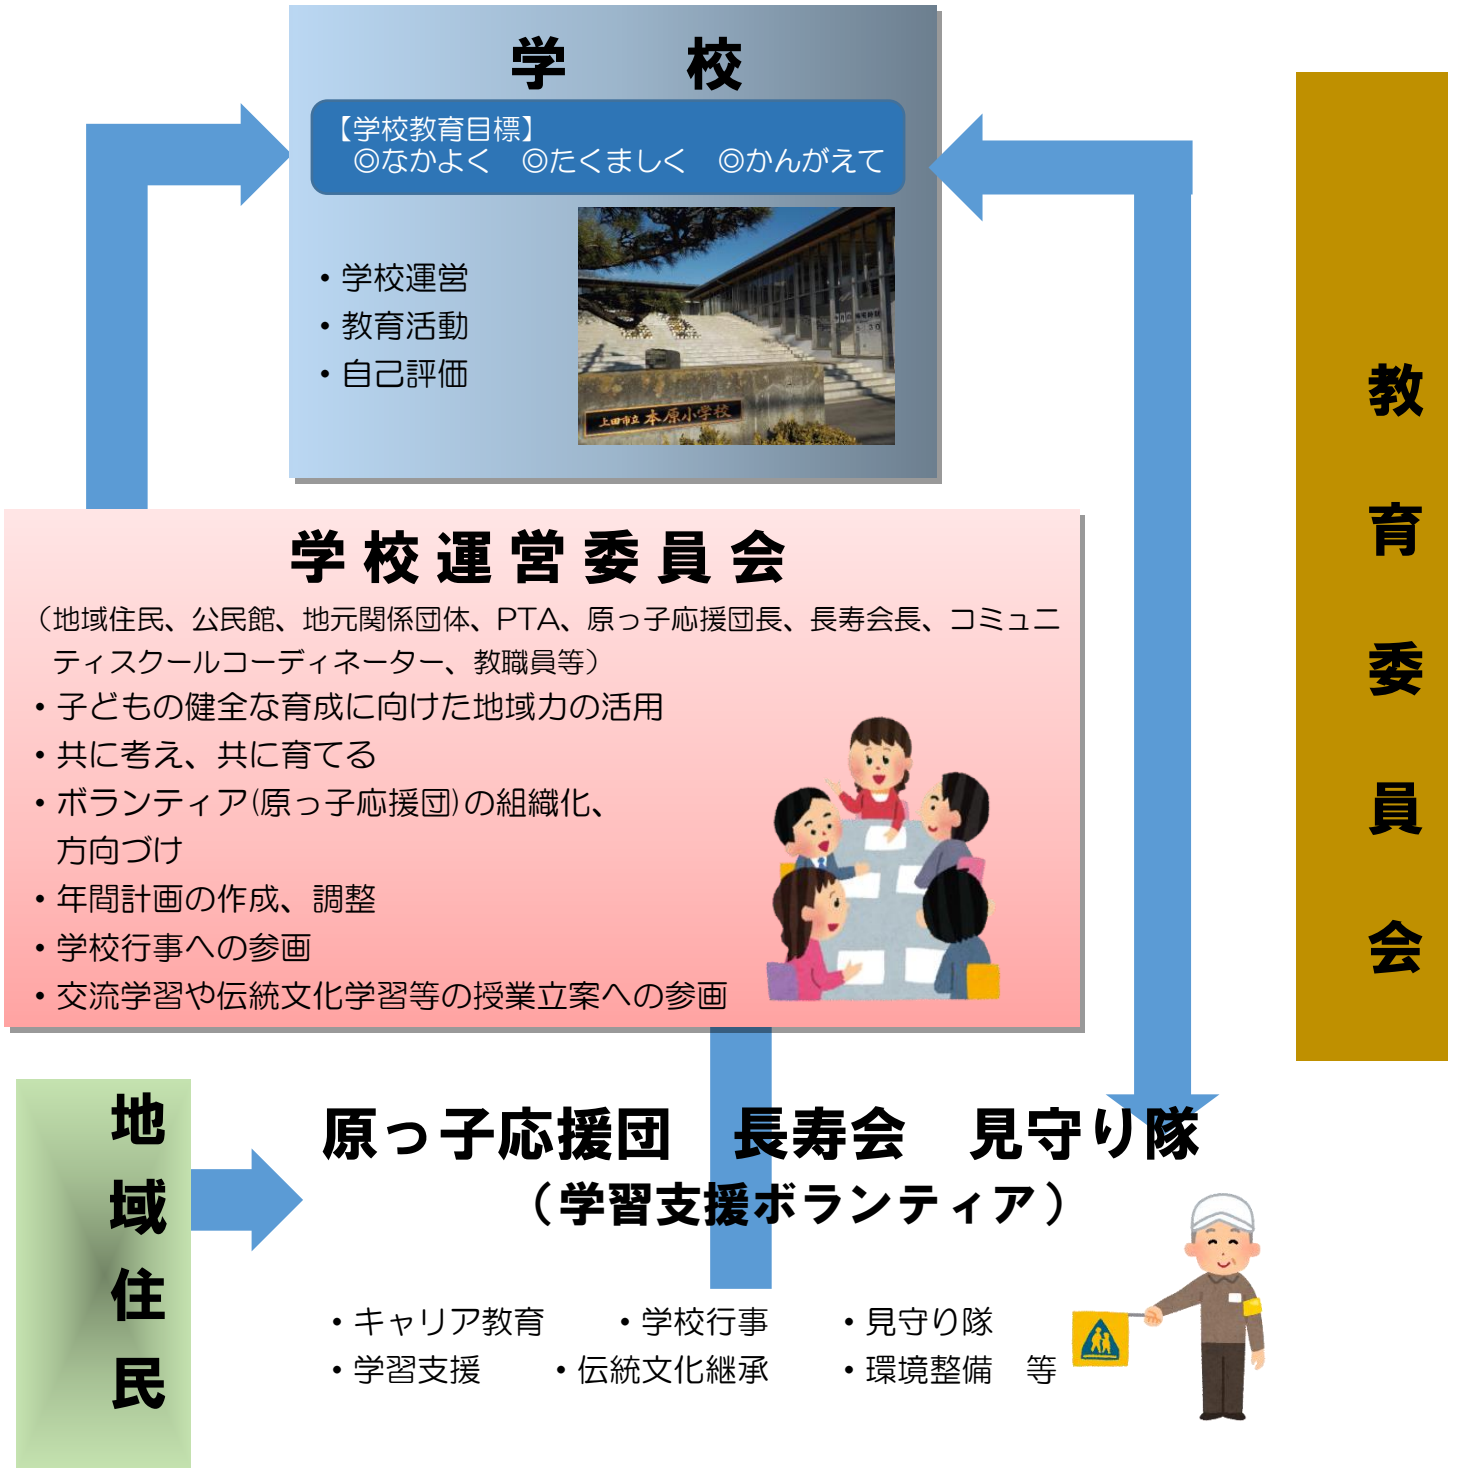 学　校
【学校教育目標】
◎なかよく　◎たくましく　◎かんがえて
・学校運営
・教育活動
・自己評価
上田市立 本原小学校
学校運営委員会
（地域住民、公民館、地元関係団体、PTA、原っ子応援団長、長寿会長、コミュニ
ティスクールコーディネーター、教職員等）
・子どもの健全な育成に向けた地域力の活用
・共に考え、共に育てる
・ボランティア(原っ子応援団)の組織化、
方向づけ
・年間計画の作成、調整
・学校行事への参画
・交流学習や伝統文化学習等の授業立案への参画
教育委員会
地域住民
原っ子応援団　長寿会　見守り隊
（学習支援ボランティア）
・キャリア教育　・学校行事　・見守り隊
・学習支援　・伝統文化継承　・環境整備　等